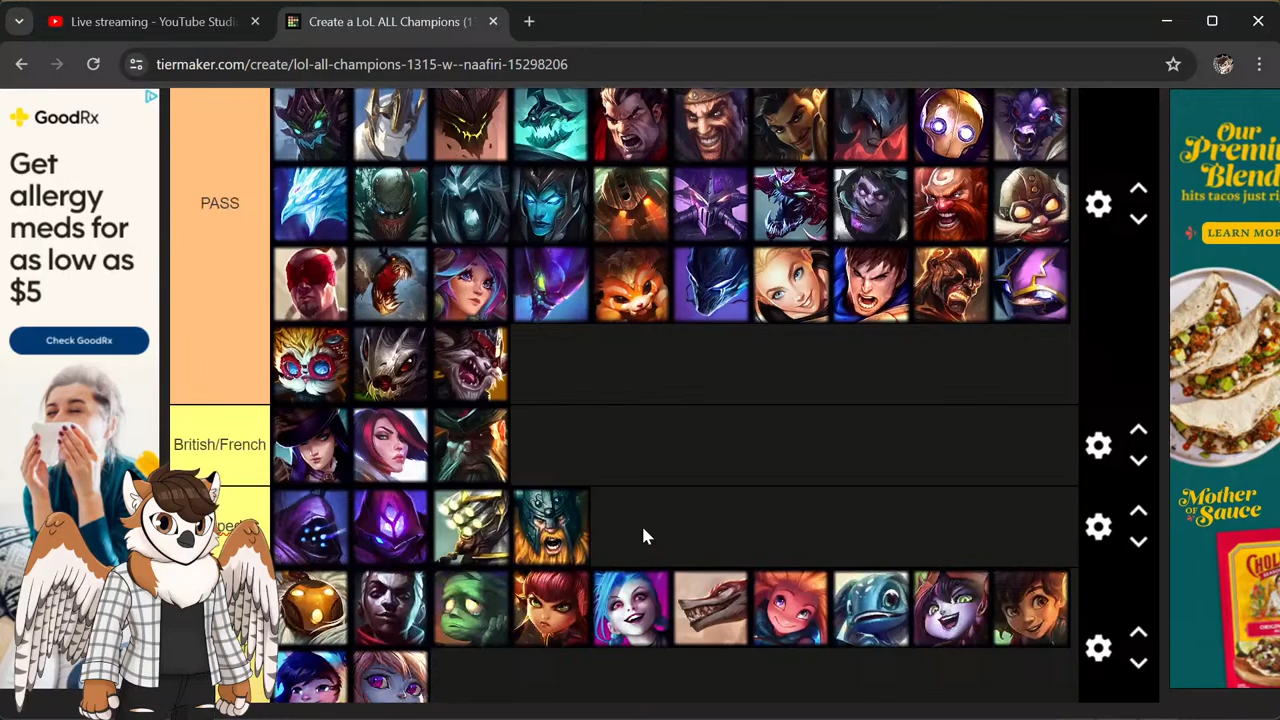 Live streaming - YouTube Studi
Create a LoL ALL Champions (1
tiermaker.com/create/lol-all-champions-1315-w--naafiri-15298206
GoodRx
Get
allergy
meds for
as low as
$5
Check GoodRx
PASS
British/French
Our
Premi
Blend
hits tacos just ri
LEARN MOR
Mother
OF
Sauce
CHOL